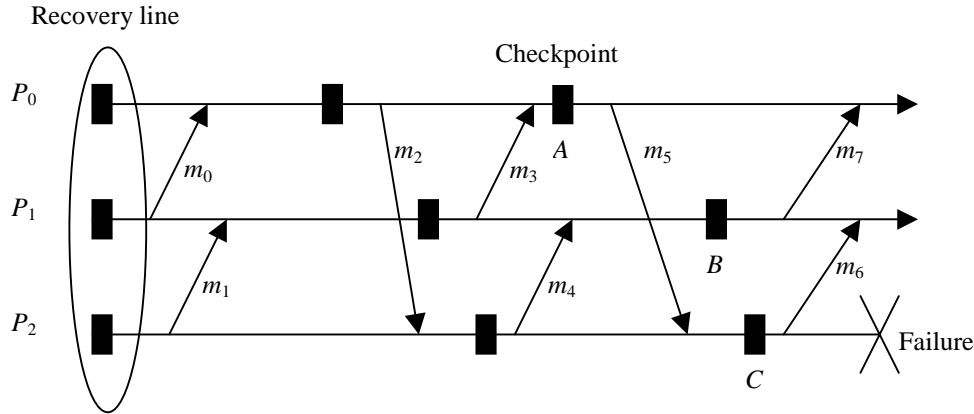 Recovery line
Checkpoint
P0
A
m0
m2
m3
m5
m7
P1
B
m1
m4
m6
P2
C
Failure